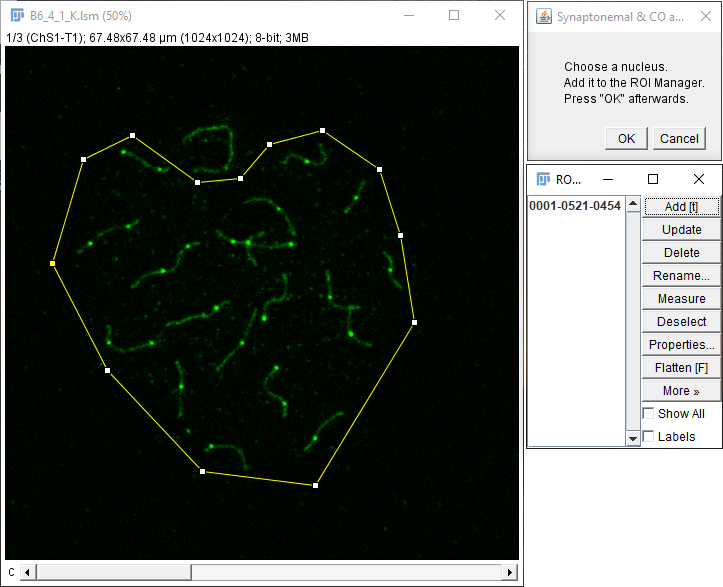 B6_4_1_K.lsm (50%)
1/3 (ChS1-T1); 67.48x67.48 µm (1024x1024); 8-bit; 3MB
c
Synaptonemal & CO a...
Choose a nucleus.
Add it to the ROI Manager.
Press "OK" afterwards.
OK
Cancel
RO...
0001-0521-0454
Add [t]
Update
Delete
Rename...
Measure
Deselect
Properties...
Flatten [F]
More »
Show All
Labels